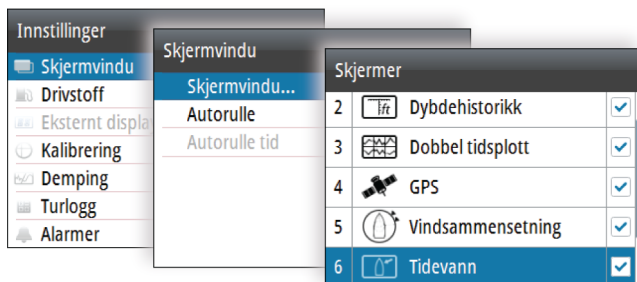 Innstillinger
Skjermvindu
Drivstoff
Eksternt displa
Kalibrering
Demping
Turlogg
Alarmer
Skjermvindu
Skjermvindu...
Autorulle
Autorulle tid
Skjermer
2 ft Dybdehistorikk
3 Dobbel tidsplott
4 GPS
5 Vindsammensetning
6 Tidevann